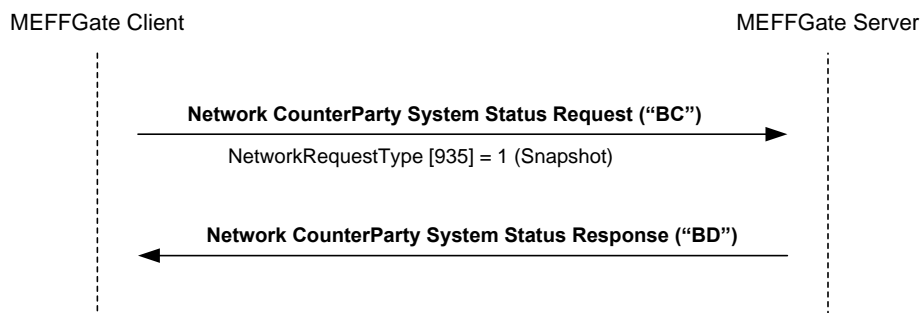 MEFFGate Client
MEFFGate Server
Network CounterParty System Status Request (“BC”)
NetworkRequestType [935] = 1 (Snapshot)
Network CounterParty System Status Response (“BD”)